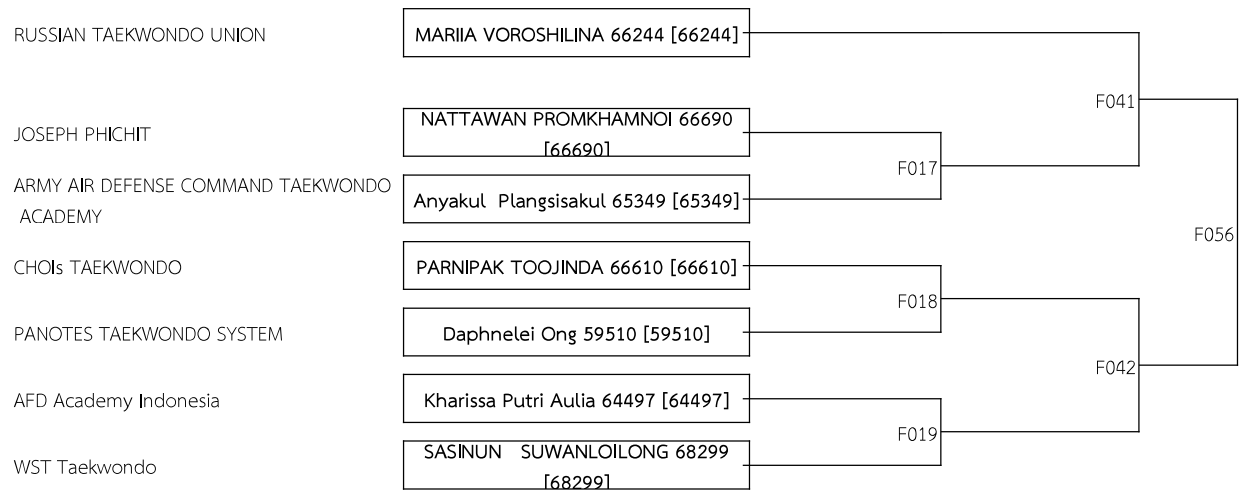 RUSSIAN TAEKWONDO UNION
MARIIA VOROSHILINA 66244 [66244]
F041
JOSEPH PHICHIT
NATTAWAN PROMKHAMNOI 66690
[66690]
F017
ARMY AIR DEFENSE COMMAND TAEKWONDO
ACADEMY
Anyakul Plangsisakul 65349 [65349]
F056
CHOIs TAEKWONDO
PARNIPAK TOOJINDA 66610 [66610]
F018
PANOTES TAEKWONDO SYSTEM
Daphnelei Ong 59510 [59510]
F042
AFD Academy Indonesia
Kharissa Putri Aulia 64497 [64497]
F019
WST Taekwondo
SASINUN SUWANLOILONG 68299
[68299]